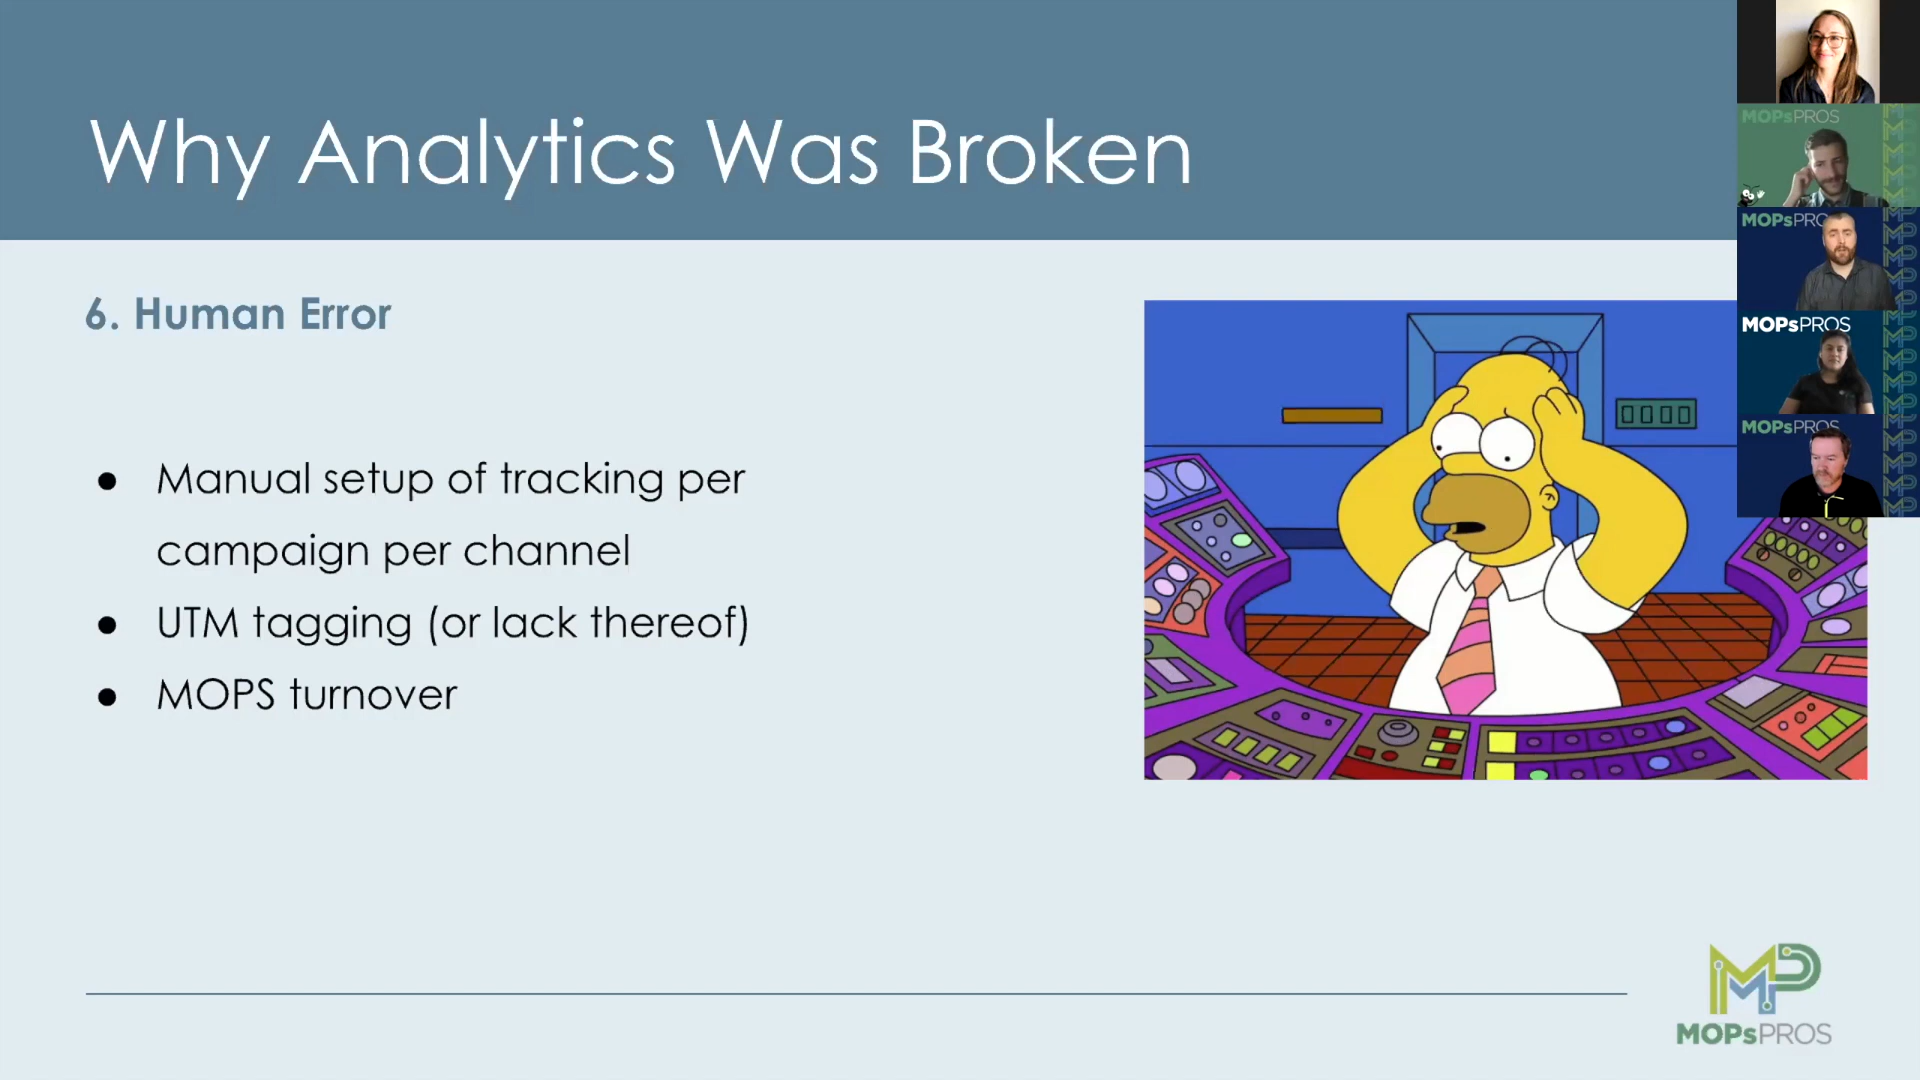 Why Analytics Was Broken
6. Human Error
● Manual setup of tracking per
campaign per channel
● UTM tagging (or lack thereof)
● MOPS turnover
MOPsPROS
MOPsPRO
MOPsPROS
MOPsPROS
MOPsPROS